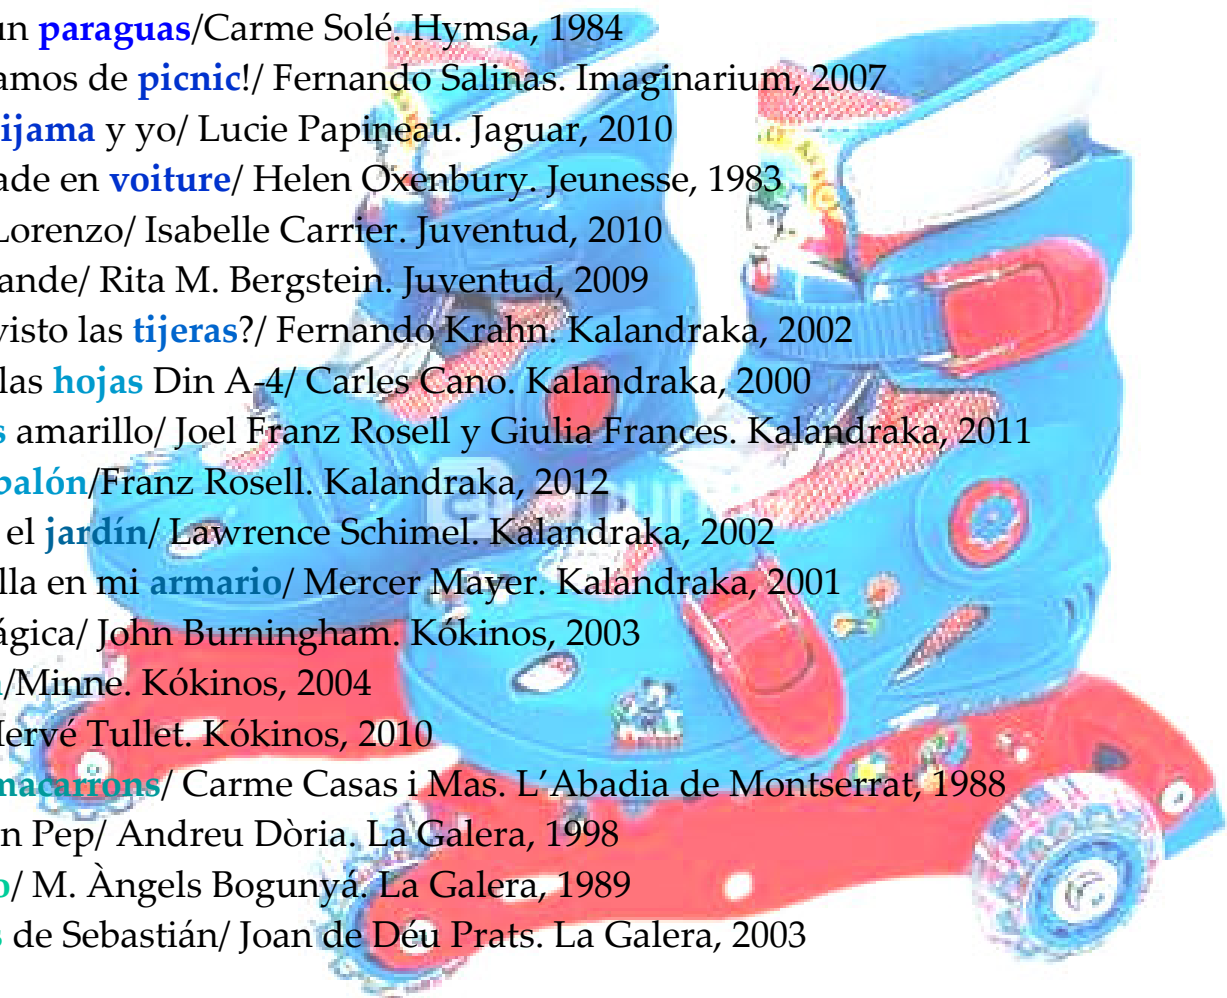 un paraguas/Carme Solé. Hymsa, 1984
amos de picnic!/ Fernando Salinas. Imaginarium, 2007
ijama y yo/ Lucie Papineau. Jaguar, 2010
ade en voiture/ Helen Oxenbury. Jeunesse, 1983
Lorenzo/ Isabelle Carrier. Juventud, 2010
ande/ Rita M. Bergstein. Juventud, 2009
visto las tijeras?/ Fernando Krahn. Kalandraka, 2002
las hojas Din A-4/ Carles Cano. Kalandraka, 2000
s amarillo/ Joel Franz Rosell y Giulia Frances. Kalandraka, 2011
balón/Franz Rosell. Kalandraka, 2012
el jardín/ Lawrence Schimel. Kalandraka, 2002
lla en mi armario/ Mercer Mayer. Kalandraka, 2001
ágica/ John Burningham. Kókinos, 2003
/Minne. Kókinos, 2004
Hervé Tullet. Kókinos, 2010
macarrons/ Carme Casas i Mas. L’Abadia de Montserrat, 1988
n Pep/ Andreu Dòria. La Galera, 1998
o/ M. Àngels Bogunyá. La Galera, 1989
s de Sebastián/ Joan de Déu Prats. La Galera, 2003